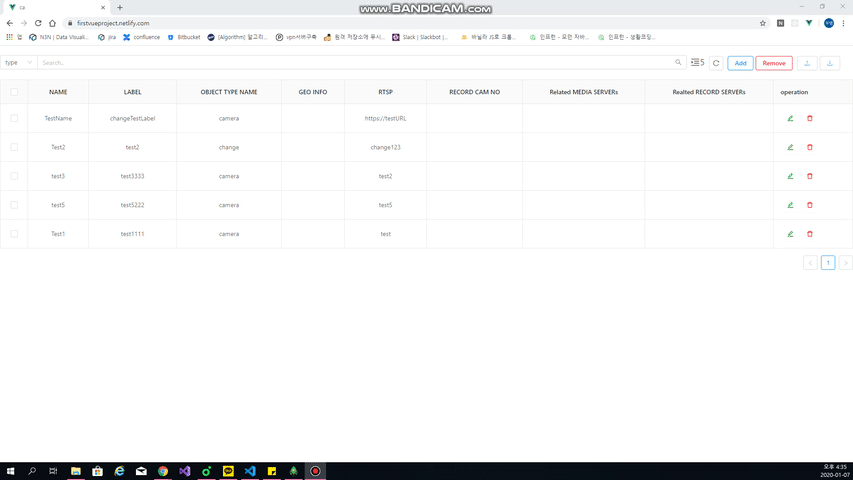 ca
www.BANDICAM.com
firstvueproject.netlify.com
앱
N3N | Data Visuali...
jira
confluence
Bitbucket
[Algorithm] 알고리...
vpn서버구축
원격 저장소에 푸시...
Slack | Slackbot |...
바닐라 JS로 크롬...
인프런 - 모던 자바...
인프런 - 생활코딩...
type
Search...
5
Add
Remove
NAME LABEL OBJECT TYPE NAME GEO INFO RTSP RECORD CAM NO Related MEDIA SERVERs Realted RECORD SERVERs operation
TestName changeTestLabel camera https://testURL
Test2 test2 change change123
test3 test3333 camera test2
test5 test5222 camera test5
Test1 test1111 camera test
1
오후 4:35
2020-01-07